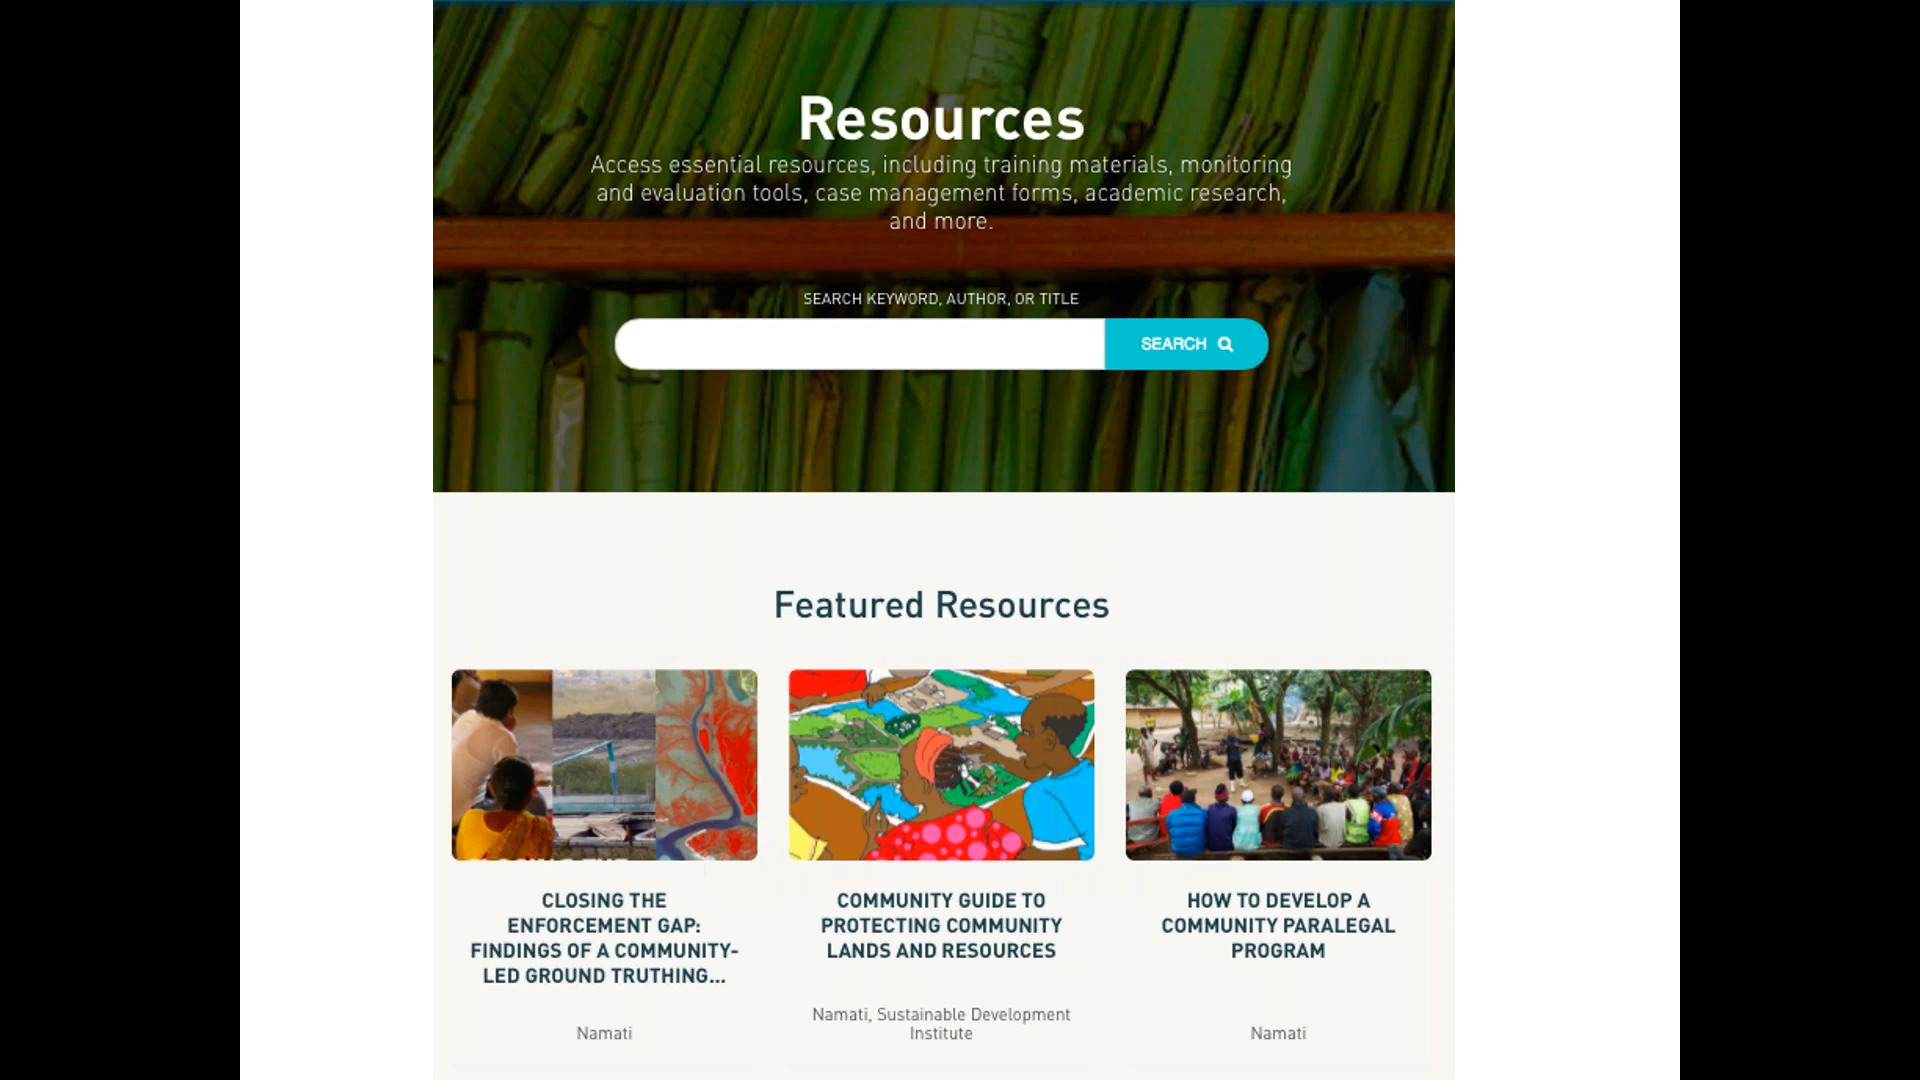 Resources
Access essential resources, including training materials, monitoring
and evaluation tools, case management forms, academic research,
and more.
SEARCH KEYWORD, AUTHOR, OR TITLE
SEARCH
Featured Resources
CLOSING THE
ENFORCEMENT GAP:
FINDINGS OF A COMMUNITY-
LED GROUND TRUTHING...
Namati
COMMUNITY GUIDE TO
PROTECTING COMMUNITY
LANDS AND RESOURCES
Namati, Sustainable Development
Institute
HOW TO DEVELOP A
COMMUNITY PARALEGAL
PROGRAM
Namati